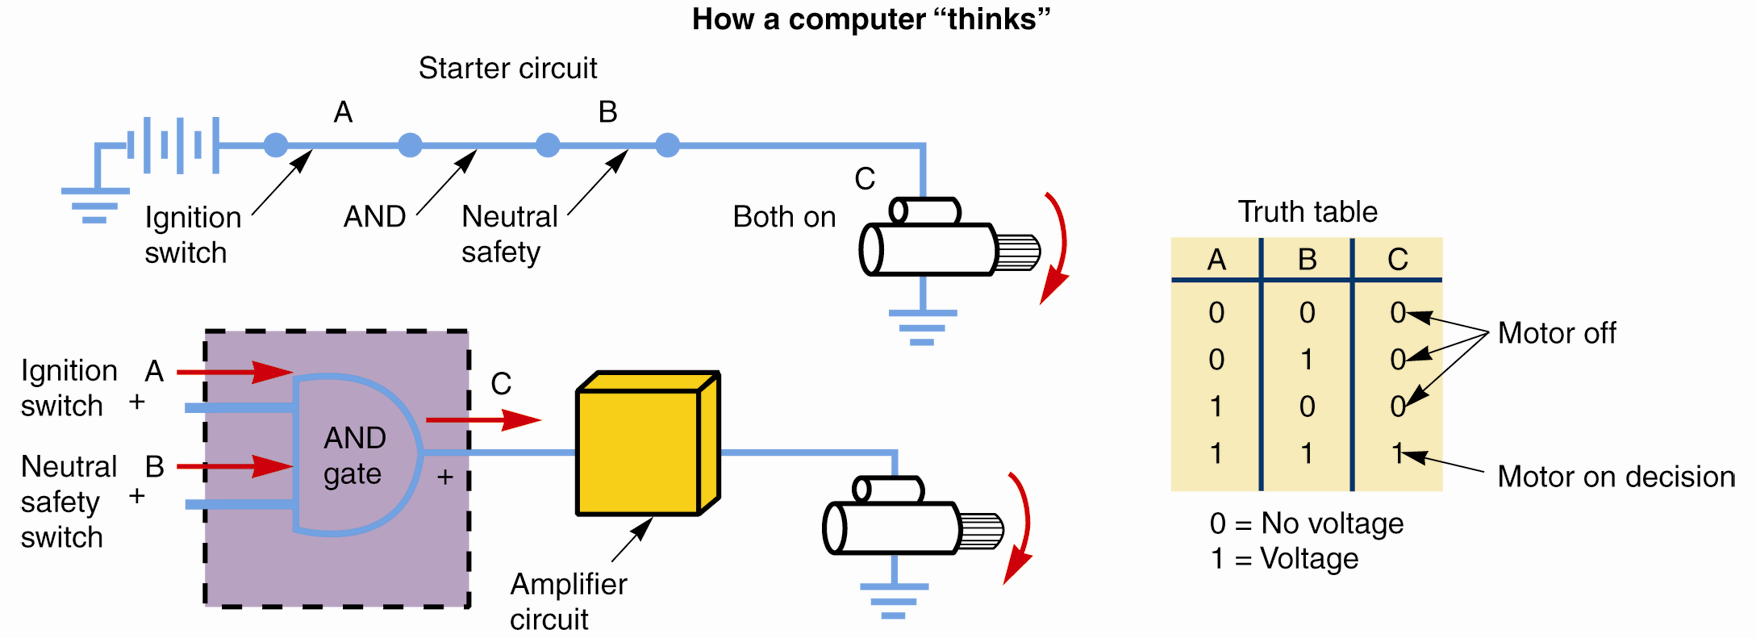 How a computer “thinks”
Starter circuit
A
B
Ignition
switch
AND
Neutral
safety
Both on
C
Ignition
switch
A
+
Neutral
safety
switch
B
+
AND
gate
C
+
Amplifier
circuit
Truth table
A B C
0 0 0
0 1 0
1 0 0
1 1 1
Motor off
Motor on decision
0 = No voltage
1 = Voltage